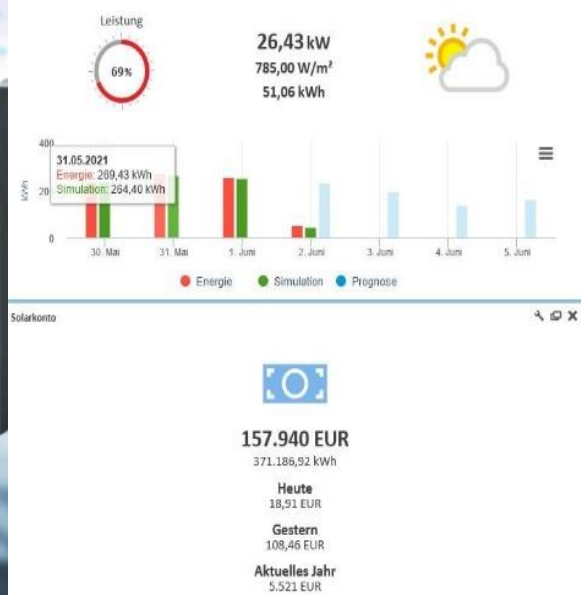 Leistung
69%
26,43 kW
785,00 W/m²
51,06 kWh
400
31.05.2021
Energie: 269,43 kWh
Simulation: 264,40 kWh
kWh
20
0
30. Mai
31. Mai
1. Juni
2. Juni
3. Juni
4. Juni
5. Juni
Energie
Simulation
Prognose
Solarkonto
157.940 EUR
371.186,92 kWh
Heute
18,91 EUR
Gestern
108,46 EUR
Aktuelles Jahr
5.521 EUR